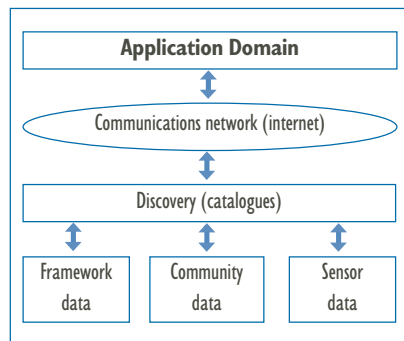 Application Domain
Communications network (internet)
Discovery (catalogues)
Framework
data
Community
data
Sensor
data